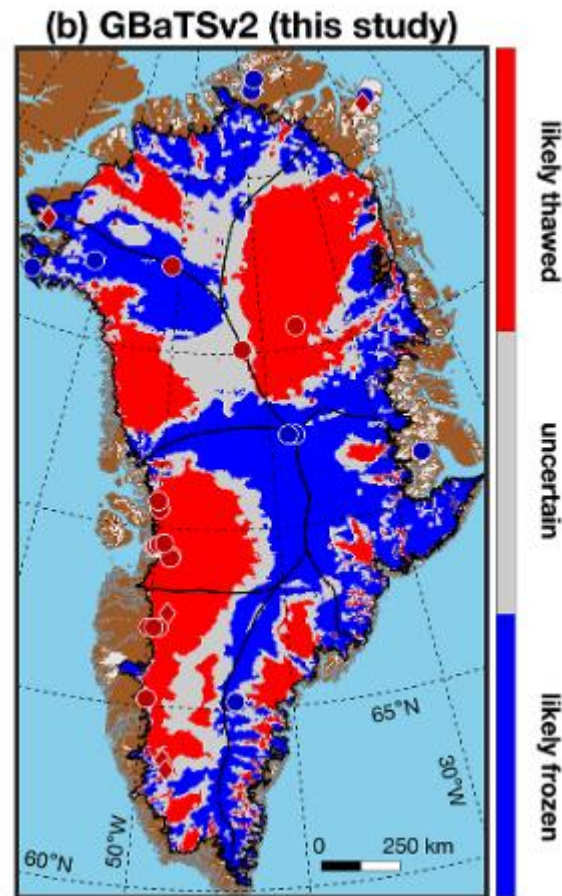 (b) GBaTSv2 (this study)
likely thawed
uncertain
likely frozen
65°N
30°W
50°W
60°N
0 250 km